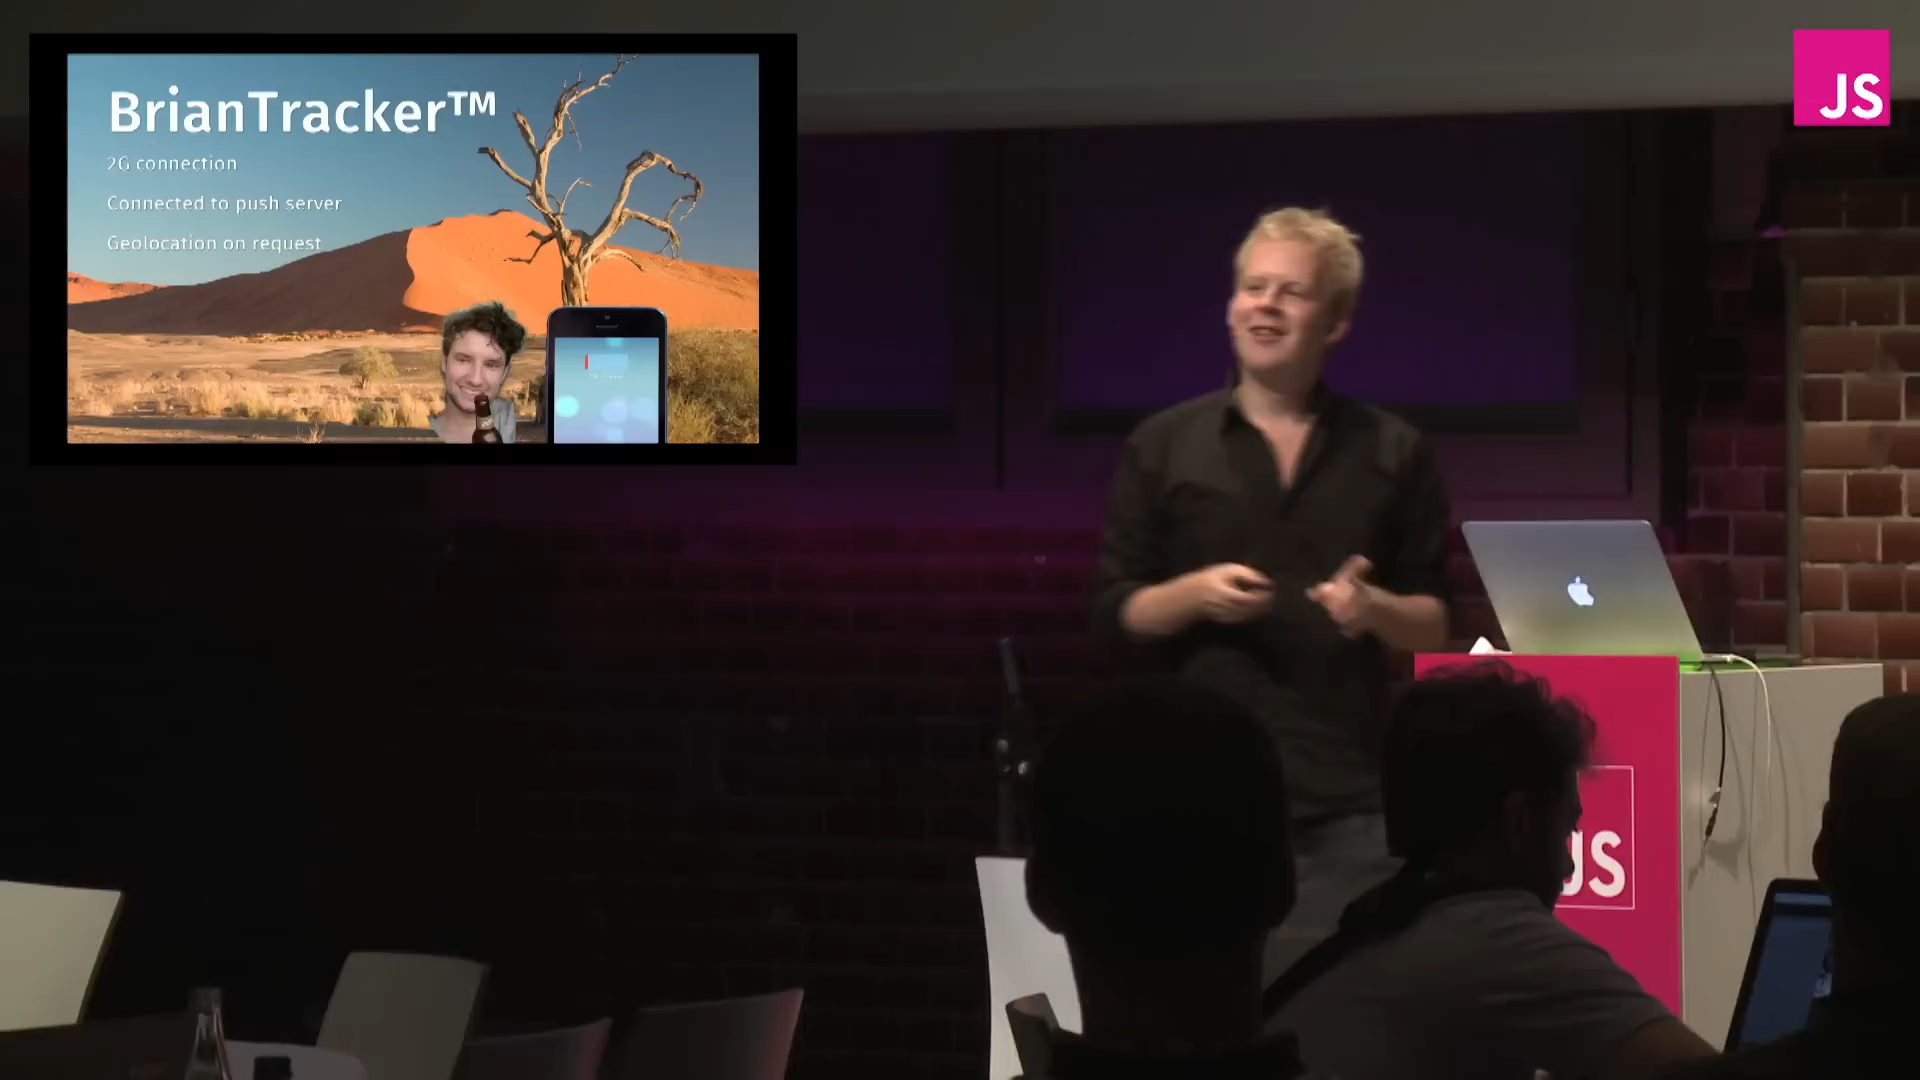 BrianTracker™
2G connection
Connected to push server
Geolocation on request
JS
JS